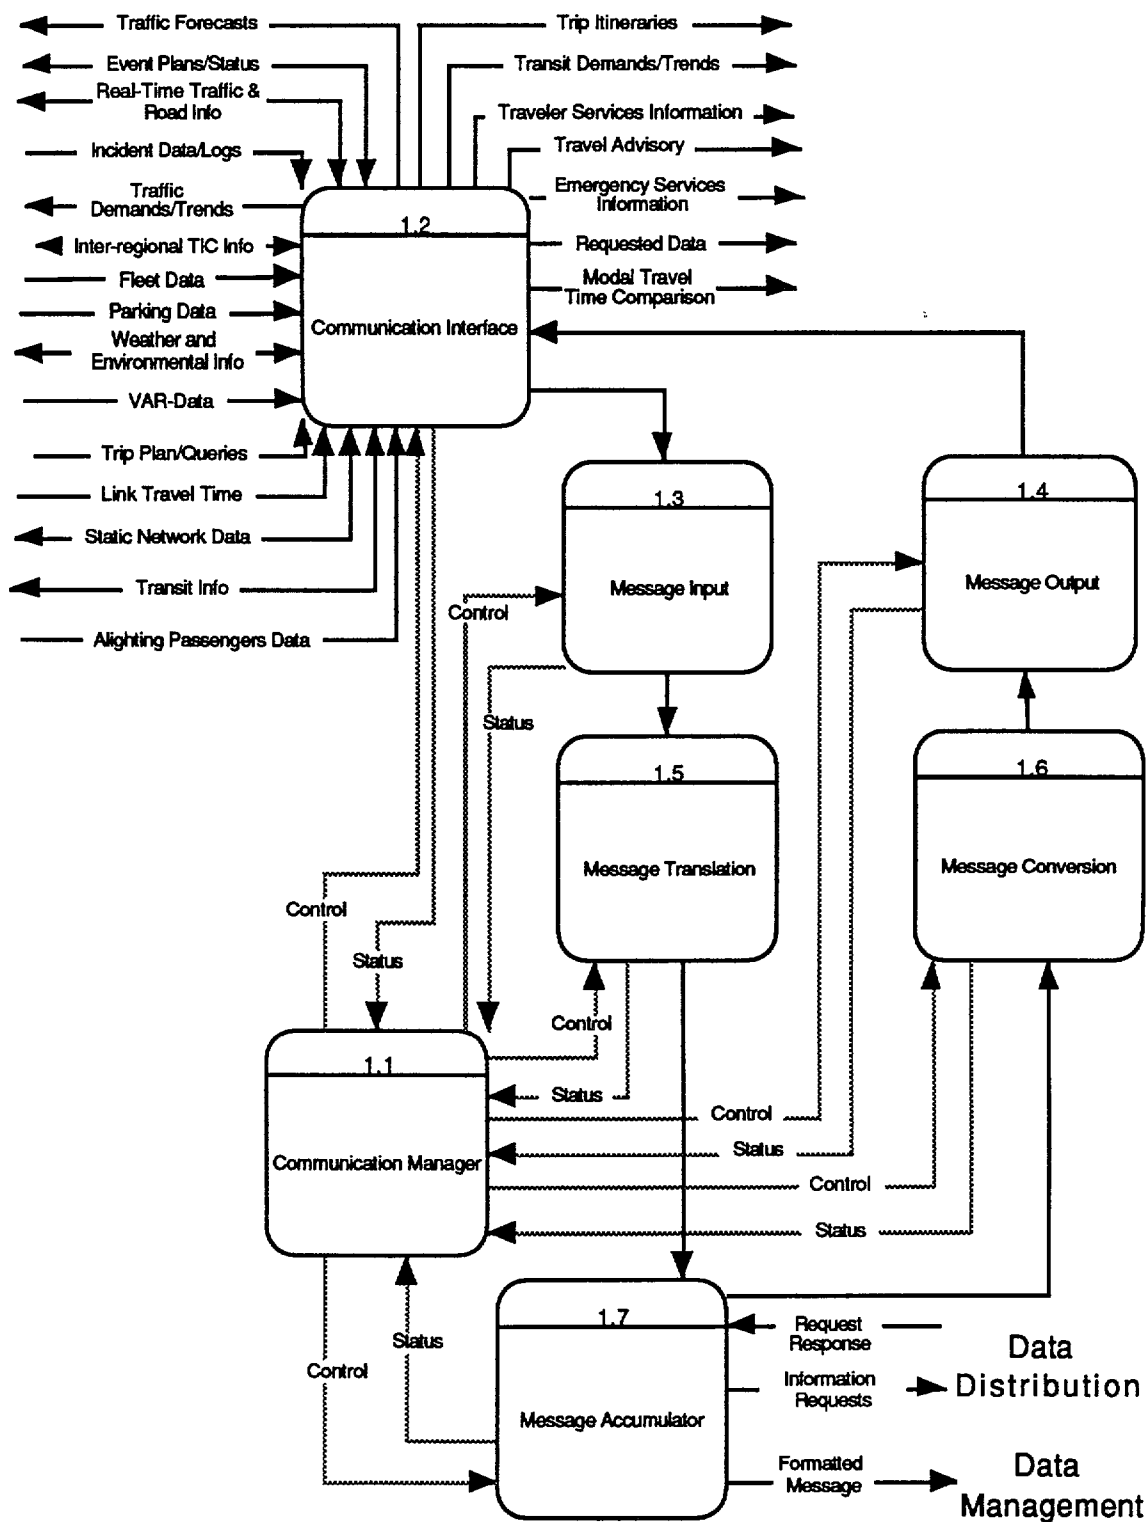 Traffic Forecasts
Event Plans/Status
Real-Time Traffic &
Road Info
Incident Data/Logs
Traffic
Demands/Trends
Inter-regional TIC Info
Fleet Data
Parking Data
Weather and
Environmental Info
VAR-Data
Trip Plan/Queries
Link Travel Time
Static Network Data
Transit Info
Alighting Passengers Data
Trip Itineraries
Transit Demands/Trends
Traveler Services Information
Travel Advisory
Emergency Services
Information
Requested Data
Modal Travel
Time Comparison
1.2
Communication Interface
1.3
Message Input
1.4
Message Output
Control
Status
1.5
Message Translation
1.6
Message Conversion
Control
Status
Control
1.1
Communication Manager
Status
Control
Status
Control
Status
1.7
Message Accumulator
Status
Control
Request
Response
Information
Requests
Data
Distribution
Formatted
Message
Data
Management